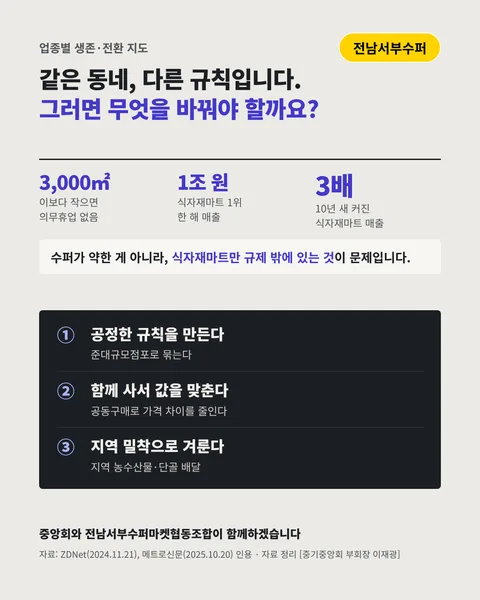 업종별 생존·전환 지도
전남서부수퍼
같은 동네, 다른 규칙입니다.
그러면 무엇을 바꿔야 할까요?
3,000㎡
이보다 작으면
의무휴업 없음
1조 원
식자재마트 1위
한 해 매출
3배
10년 새 커진
식자재마트 매출
수퍼가 약한 게 아니라, 식자재마트만 규제 밖에 있는 것이 문제입니다.
① 공정한 규칙을 만든다
준대규모점포로 묶는다
② 함께 사서 값을 맞춘다
공동구매로 가격 차이를 줄인다
③ 지역 밀착으로 겨룬다
지역 농수산물·단골 배달
중앙회와 전남서부수퍼마켓협동조합이 함께하겠습니다
자료: ZDNet(2024.11.21), 메트로신문(2025.10.20) 인용 · 자료 정리 [중기중앙회 부회장 이재광]